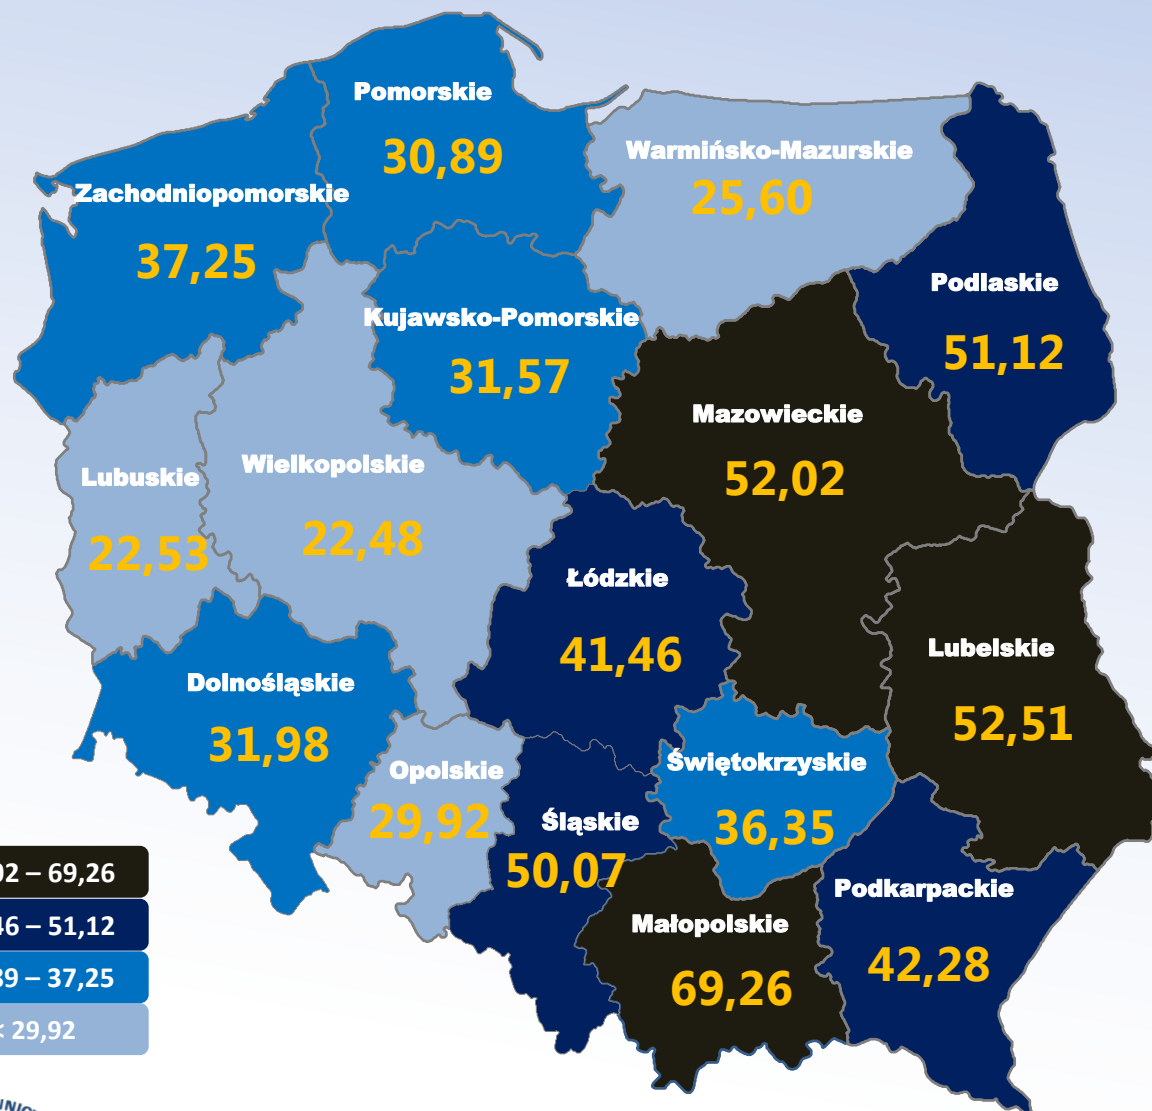 Pomorskie
30,89
Warmińsko-Mazurskie
25,60
Zachodniopomorskie
37,25
Podlaskie
51,12
Kujawsko-Pomorskie
31,57
Mazowieckie
52,02
Lubuskie
22,53
Wielkopolskie
22,48
Łódzkie
41,46
Lubelskie
52,51
Dolnośląskie
31,98
Opolskie
29,92
Śląskie
50,07
Świętokrzyskie
36,35
Podkarpackie
42,28
Małopolskie
69,26
02 – 69,26
46 – 51,12
89 – 37,25
< 29,92